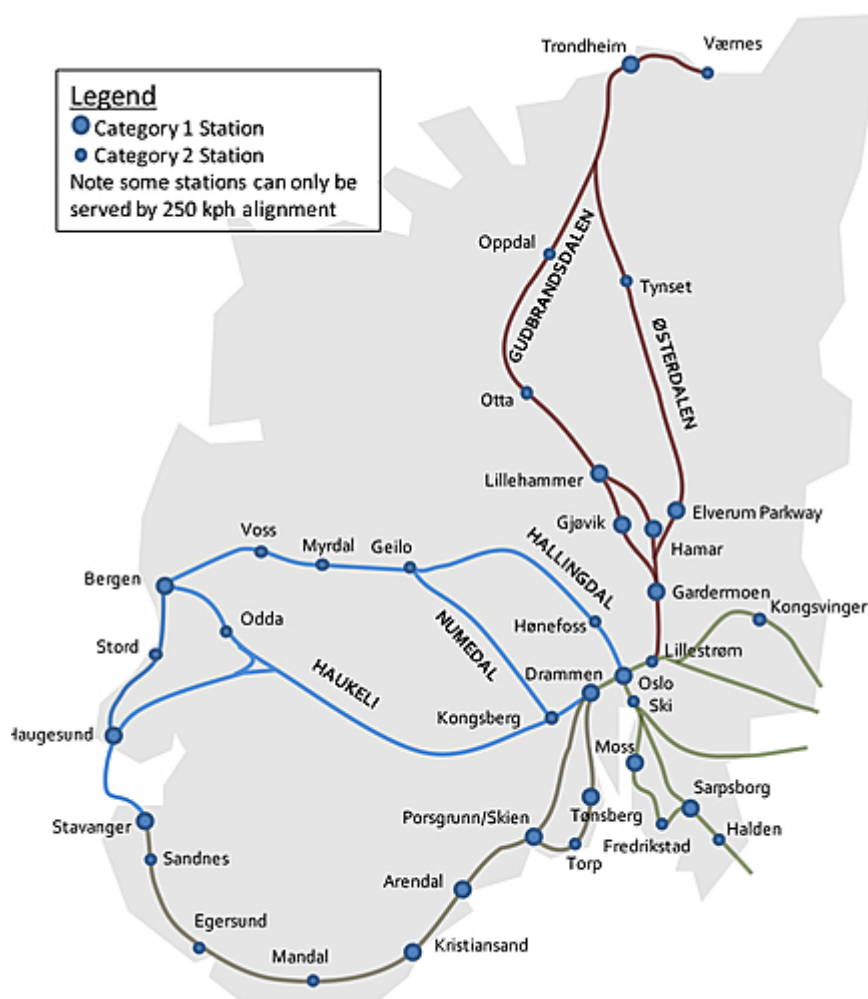 Trondheim
Værnes
Legend
Category 1 Station
Category 2 Station
Note some stations can only be
served by 250 kph alignment
Oppdal
GUDBRANDSDALEN
Tynset
ØSTERDALEN
Otta
Lillehammer
Gjøvik
Elverum Parkway
Hamar
Voss
Myrdal
Geilo
HALLINGDAL
Bergen
Gardermoen
Kongsvinger
Odda
Hønefoss
NUMEDAL
Stord
Lillestrøm
HAUKELI
Drammen
Oslo
Ski
Kongsberg
Haugesund
Moss
Sarpsborg
Stavanger
Porsgrunn/Skien
Tønsberg
Fredrikstad
Halden
Sandnes
Torp
Arendal
Egersund
Mandal
Kristiansand